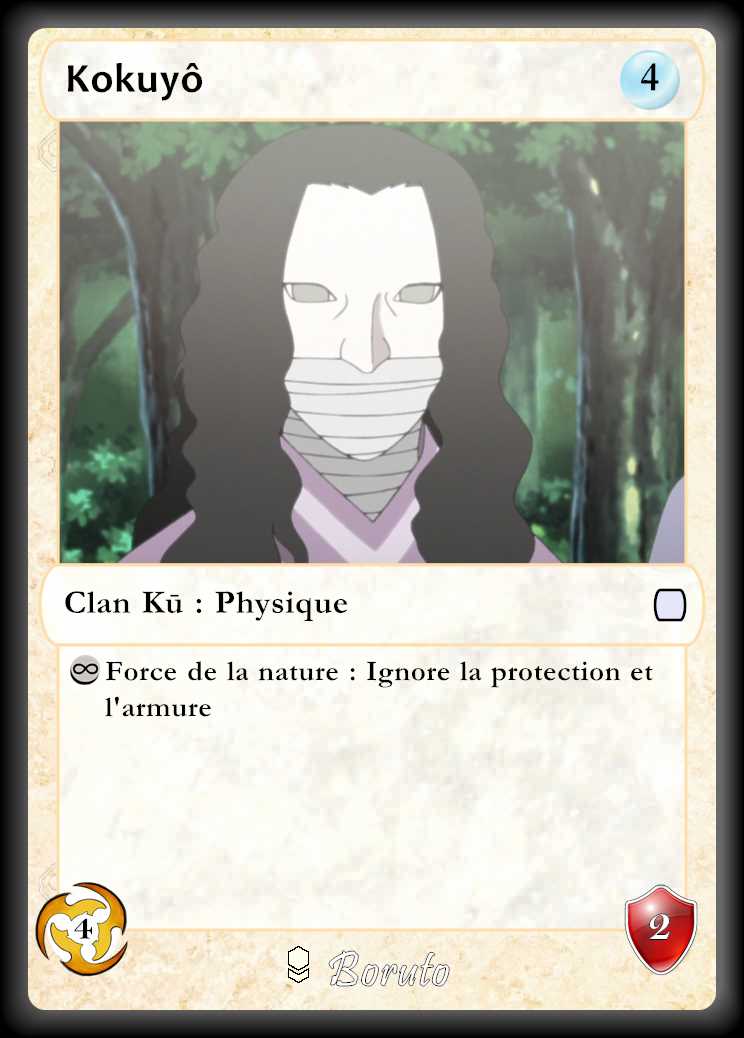 Kokuyô
4
Clan Kū : Physique
∞ Force de la nature : Ignore la protection et
l'armure
4
2
Boruto